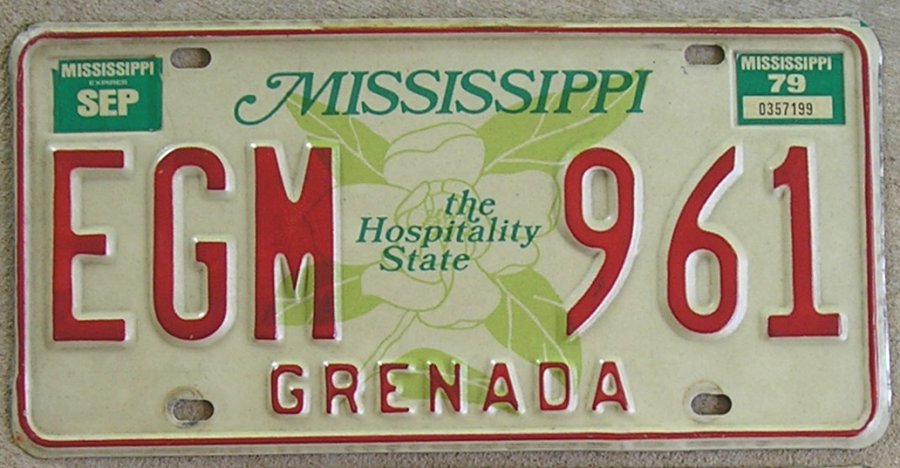 MISSISSIPPI
EXPIRES
SEP
MISSISSIPPI
MISSISSIPPI
79
0357199
EGM 961
the
Hospitality
State
GRENADA